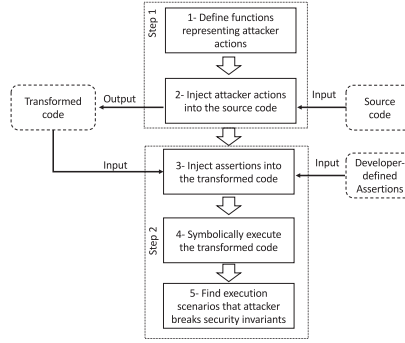 Step 1
1- Define functions
representing attacker
actions
2- Inject attacker actions
into the source code
Output
Input
Transformed
code
Source
code
Step 2
Input
3- Inject assertions into
the transformed code
Input
Developer-
defined
Assertions
4- Symbolically execute
the transformed code
5- Find execution
scenarios that attacker
breaks security invariants